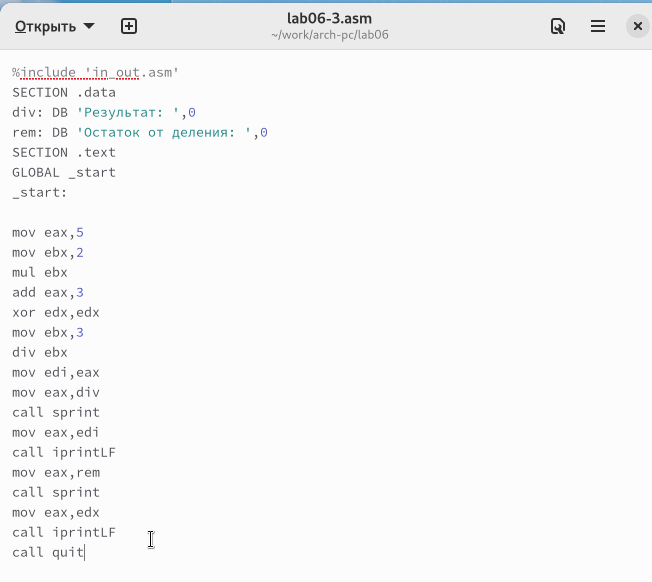 Открыть
lab06-3.asm
~/work/arch-pc/lab06
%include 'in_out.asm'
SECTION .data
div: DB 'Результат: ',0
rem: DB 'Остаток от деления: ',0
SECTION .text
GLOBAL _start
_start:

mov eax,5
mov ebx,2
mul ebx
add eax,3
xor edx,edx
mov ebx,3
div ebx
mov edi,eax
mov eax,div
call sprint
mov eax,edi
call iprintLF
mov eax,rem
call sprint
mov eax,edx
call iprintLF
call quit